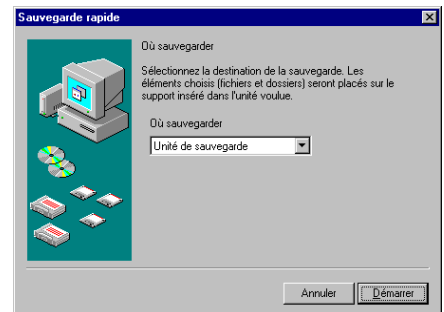 Sauvegarde rapide
Où sauvegarder
Sélectionnez la destination de la sauvegarde. Les
éléments choisis (fichiers et dossiers) seront placés sur le
support inséré dans l'unité voulue.
Où sauvegarder
Unité de sauvegarde
Annuler
Démarrer